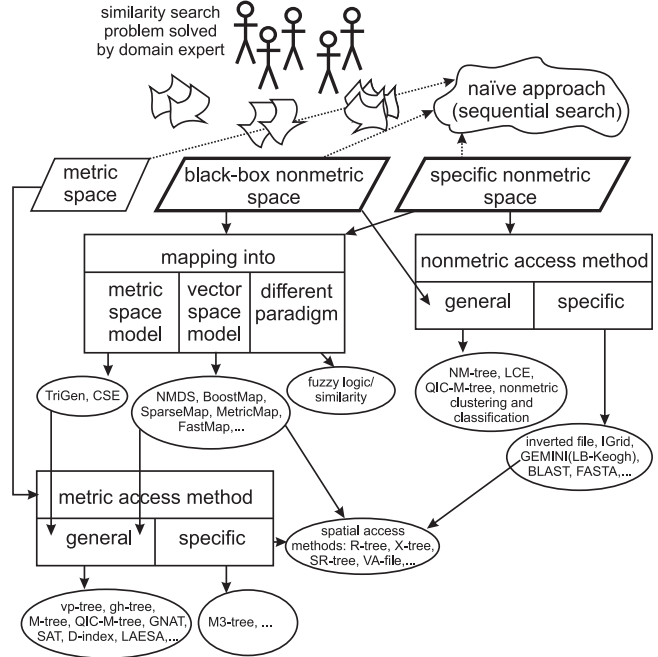 similarity search
problem solved
by domain expert
naïve approach
(sequential search)
metric
space
black-box nonmetric
space
specific nonmetric
space
mapping into
metric
space
model
vector
space
model
different
paradigm
nonmetric access method
general
specific
TriGen, CSE
NMDS, BoostMap,
SparseMap, MetricMap,
FastMap,...
fuzzy logic/
similarity
NM-tree, LCE,
QIC-M-tree, nonmetric
clustering and
classification
inverted file, IGrid,
GEMINI(LB-Keogh),
BLAST, FASTA,...
metric access method
general
specific
spatial access
methods: R-tree, X-tree,
SR-tree, VA-file,...
vp-tree, gh-tree,
M-tree, QIC-M-tree, GNAT,
SAT, D-index, LAESA,...
M3-tree, ...